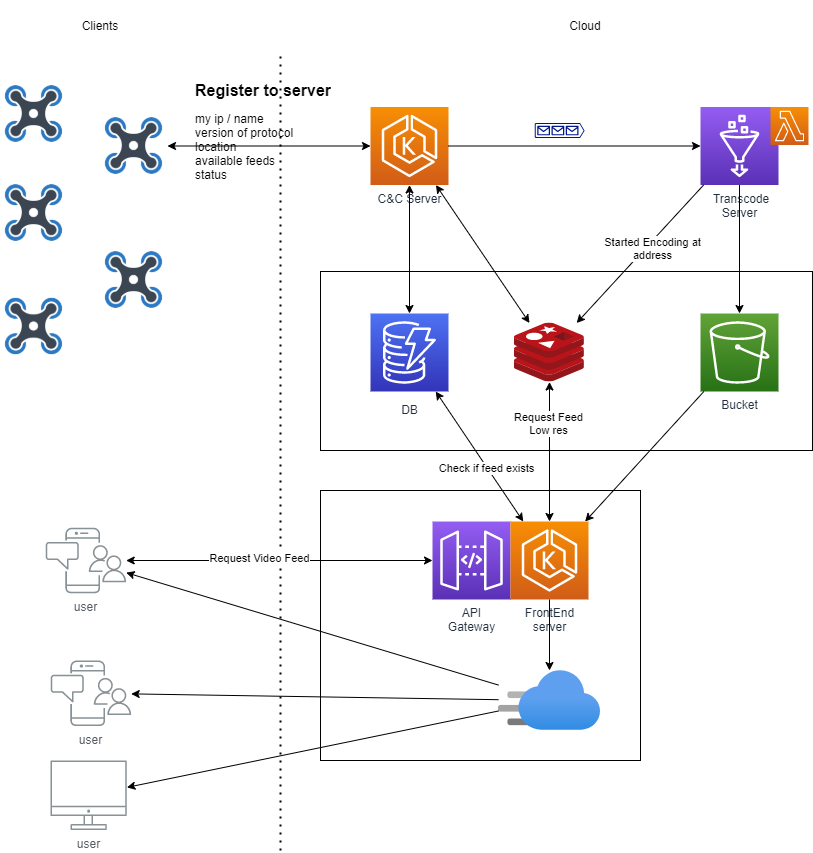 Clients
Cloud
Register to server
my ip / name
version of protocol
location
available feeds
status
C&C Server
Transcode
Server
Started Encoding at
address
DB
Request Feed
Low res
Bucket
Check if feed exists
Request Video Feed
user
API
Gateway
FrontEnd
server
user
user